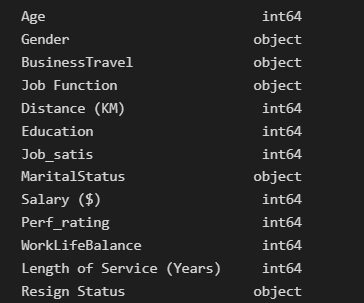 Age int64
Gender object
BusinessTravel object
Job Function object
Distance (KM) int64
Education int64
Job_satis int64
MaritalStatus object
Salary ($) int64
Perf_rating int64
WorkLifeBalance int64
Length of Service (Years) int64
Resign Status object